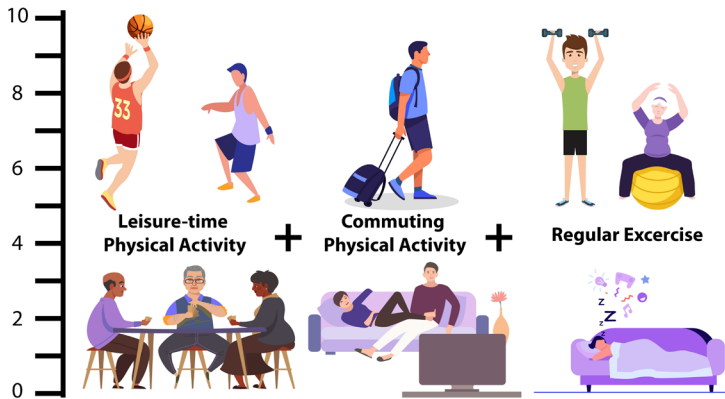 10
8
6
4
2
0
33
Leisure-time
Physical Activity
+
Commuting
Physical Activity
+
Regular Excercise
z
z
Z
z